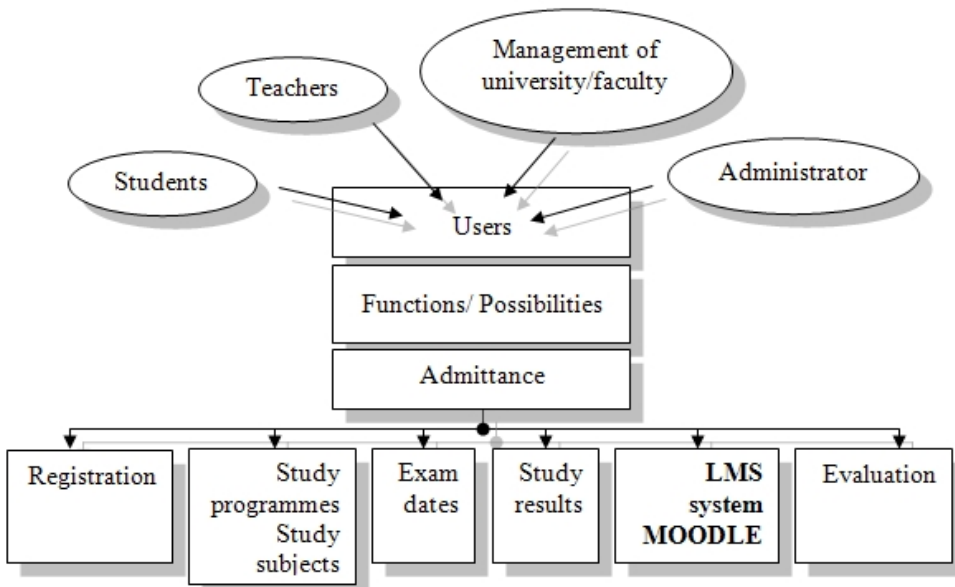 Management of
university/faculty
Teachers
Students
Administrator
Users
Functions/ Possibilities
Admittance
Registration
Study
programmes
Study
subjects
Exam
dates
Study
results
LMS
system
MOODLE
Evaluation